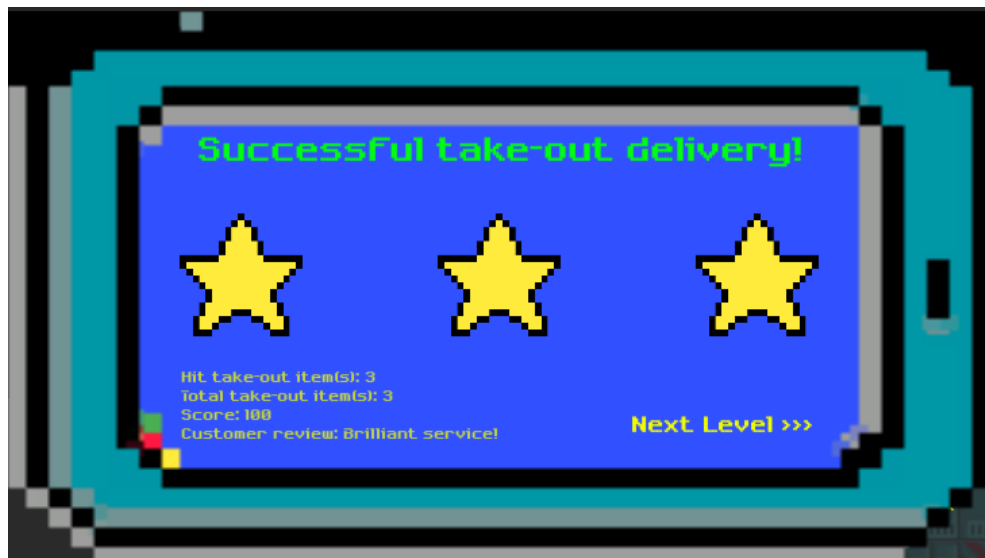 Successful take-out delivery!
Hit take-out item(s): 3
Total take-out item(s): 3
Score: 100
Customer review: Brilliant service!
Next Level >>>